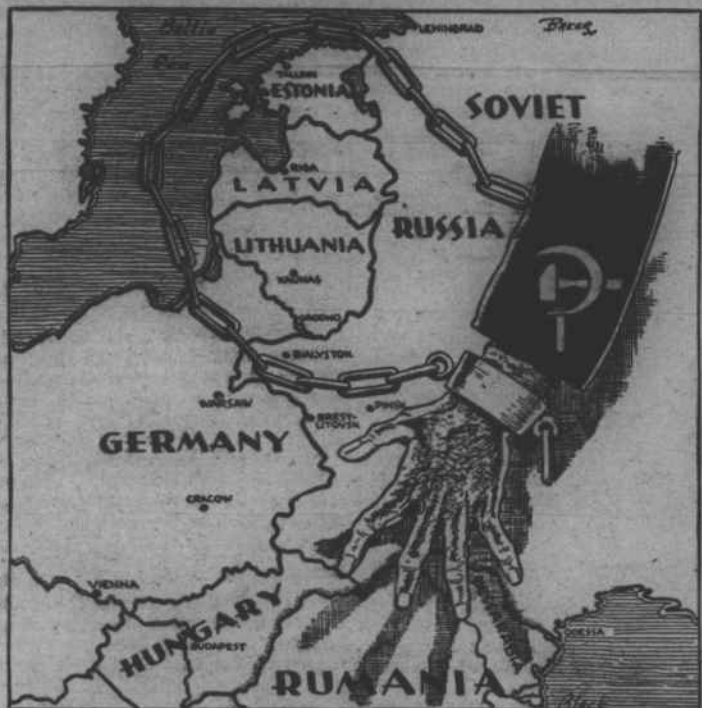 Baltic
Sea
LENINGRAD
Baker
TALLINN
ESTONIA
SOVIET
RIGA
LATVIA
RUSSIA
LITHUANIA
KAUNAS
GRODNO
BIALYSTOK
WARSAW
BREST-
LITOVSK
PINSK
GERMANY
CRACOW
VIENNA
HUNGARY
BUDAPEST
ODESSA
RUMANIA
Black